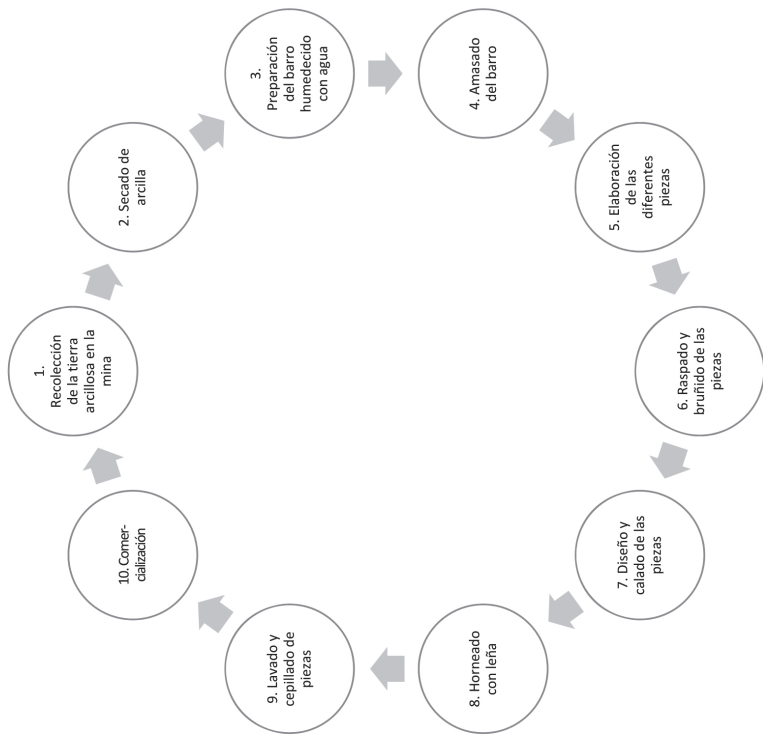 1.
Recolección
de la tierra
arcillosa en la
mina
2. Secado de
arcilla
3.
Preparación
del barro
humedecido
con agua
4. Amasado
del barro
5. Elaboración
de las
diferentes
piezas
6. Raspado y
bruñido de las
piezas
7. Diseño y
calado de las
piezas
8. Horneado
con leña
9. Lavado y
cepillado de
piezas
10. Comer-
cialización